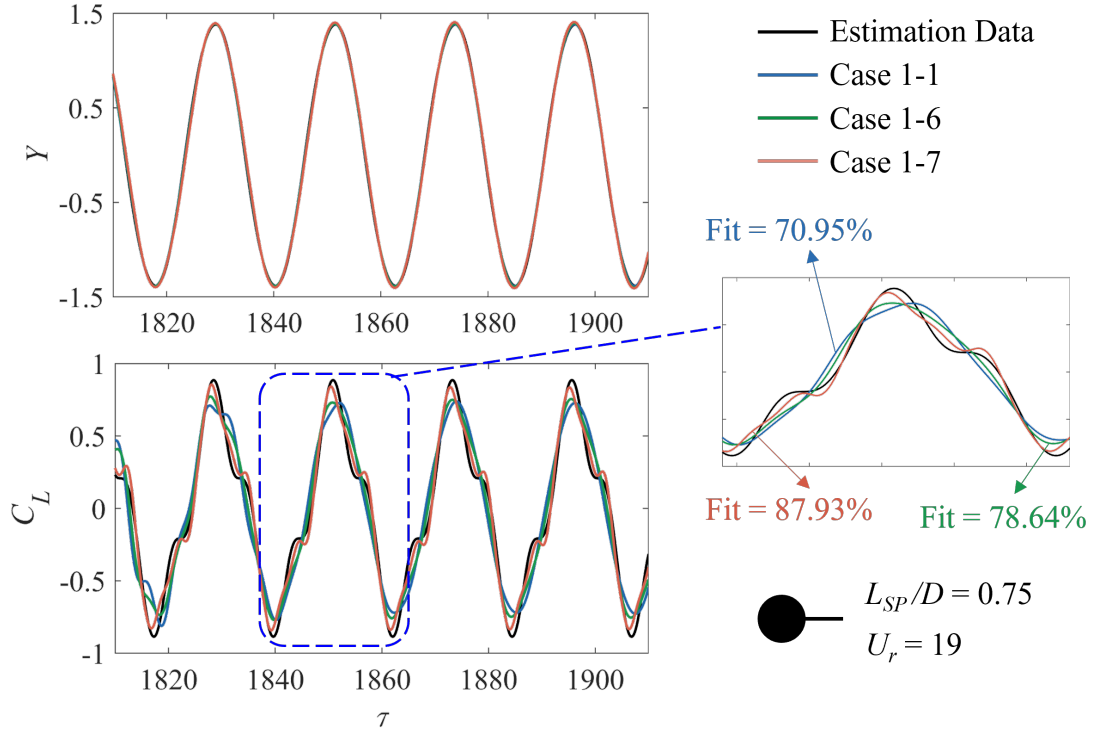 1.5
0.5
-0.5
-1.5
Y
1820
1840
1860
1880
1900
Estimation Data
Case 1-1
Case 1-6
Case 1-7
Fit = 70.95%
Fit = 87.93%
Fit = 78.64%
1
0.5
0
-0.5
-1
C_L
1820
1840
1860
1880
1900
τ
L_SP/D = 0.75
U_r = 19